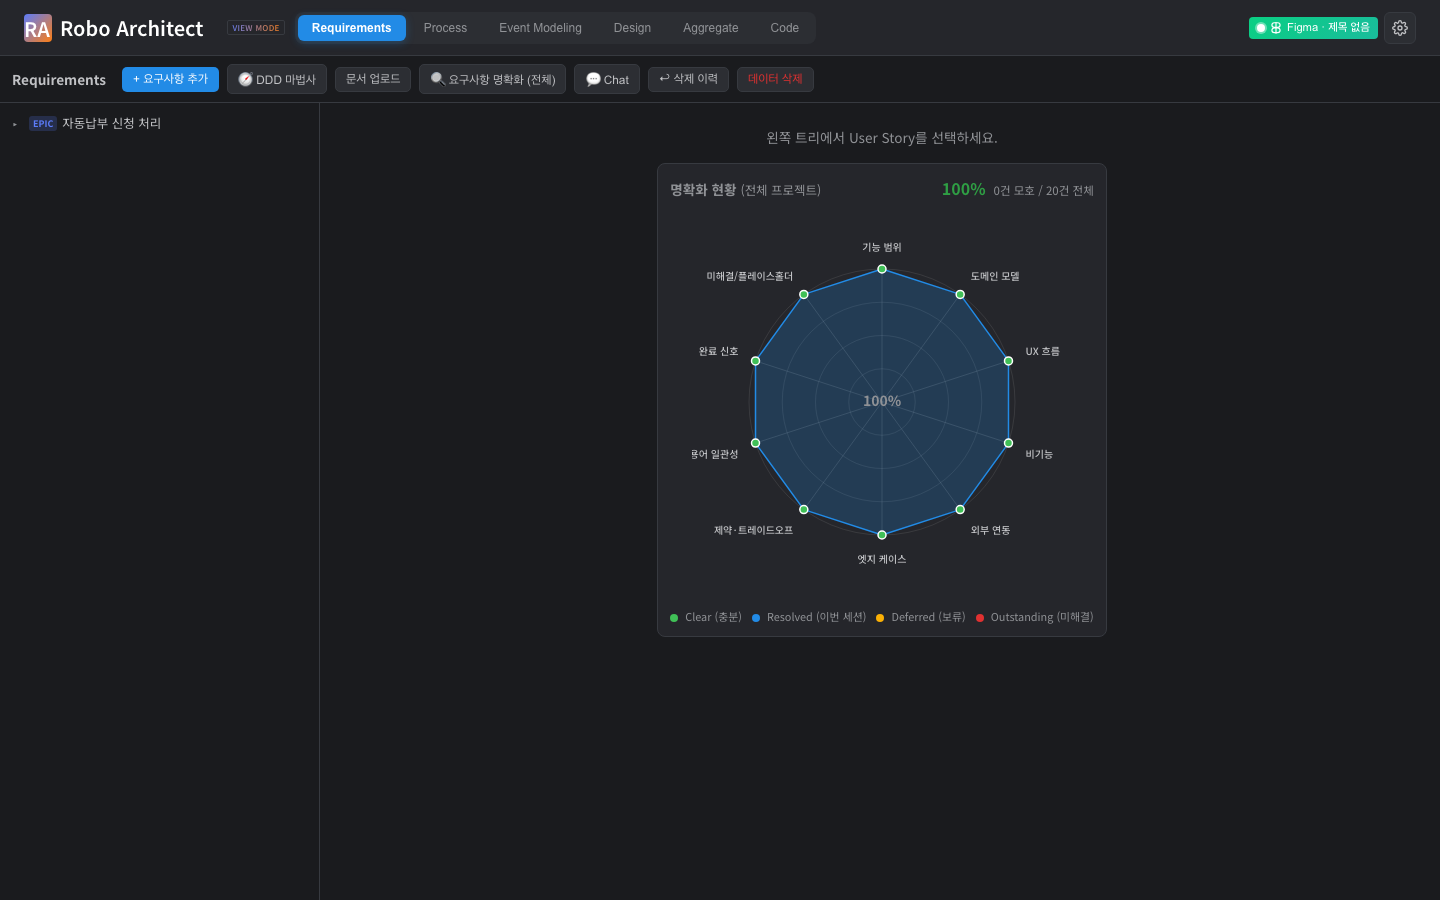 RA Robo Architect VIEW MODE Requirements Process Event Modeling Design Aggregate Code Figma · 제목 없음
Requirements + 요구사항 추가 DDD 마법사 문서 업로드 요구사항 명확화 (전체) Chat ↩ 삭제 이력 데이터 삭제
▸ EPIC 자동납부 신청 처리
왼쪽 트리에서 User Story를 선택하세요.
명확화 현황 (전체 프로젝트) 100% 0건 모호 / 20건 전체
기능 범위
미해결/플레이스홀더 도메인 모델
완료 신호 UX 흐름
100%
용어 일관성 비기능
제약·트레이드오프 외부 연동
엣지 케이스
Clear (충분) Resolved (이번 세션) Deferred (보류) Outstanding (미해결)